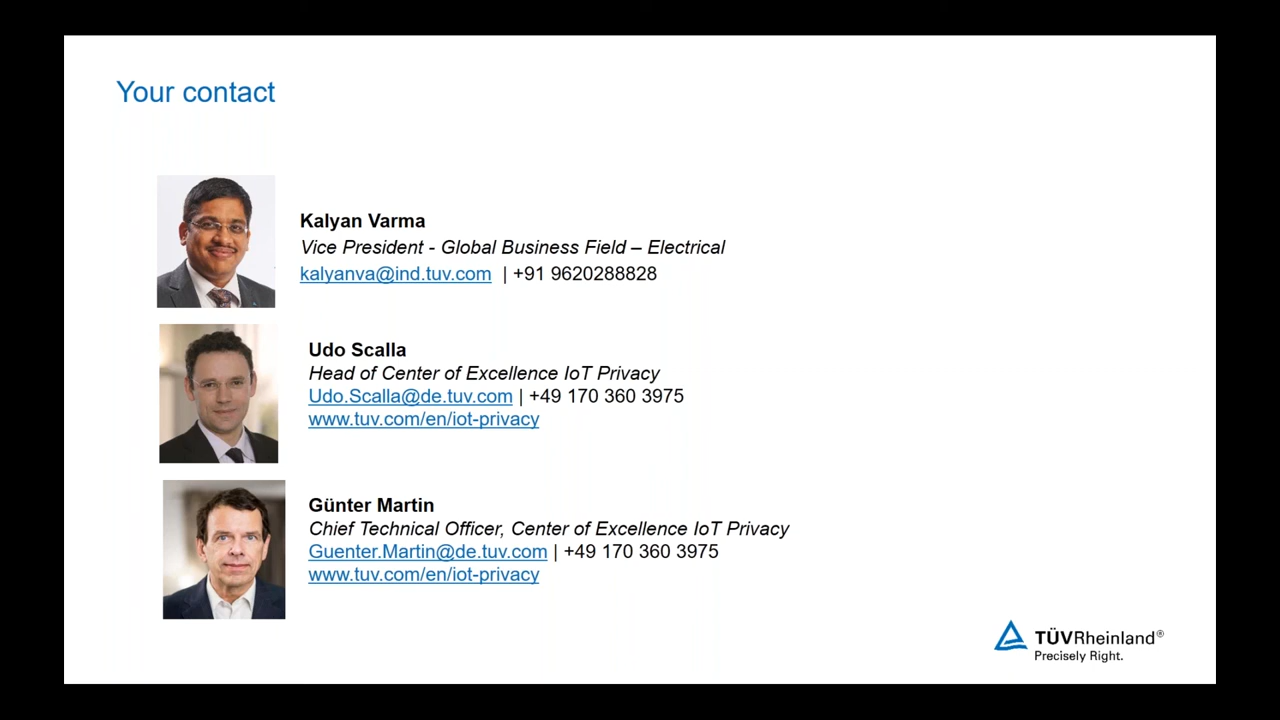 Your contact
Kalyan Varma
Vice President - Global Business Field – Electrical
kalyanva@ind.tuv.com | +91 9620288828
Udo Scalla
Head of Center of Excellence IoT Privacy
Udo.Scalla@de.tuv.com | +49 170 360 3975
www.tuv.com/en/iot-privacy
Günter Martin
Chief Technical Officer, Center of Excellence IoT Privacy
Guenter.Martin@de.tuv.com | +49 170 360 3975
www.tuv.com/en/iot-privacy
TÜVRheinland®
Precisely Right.